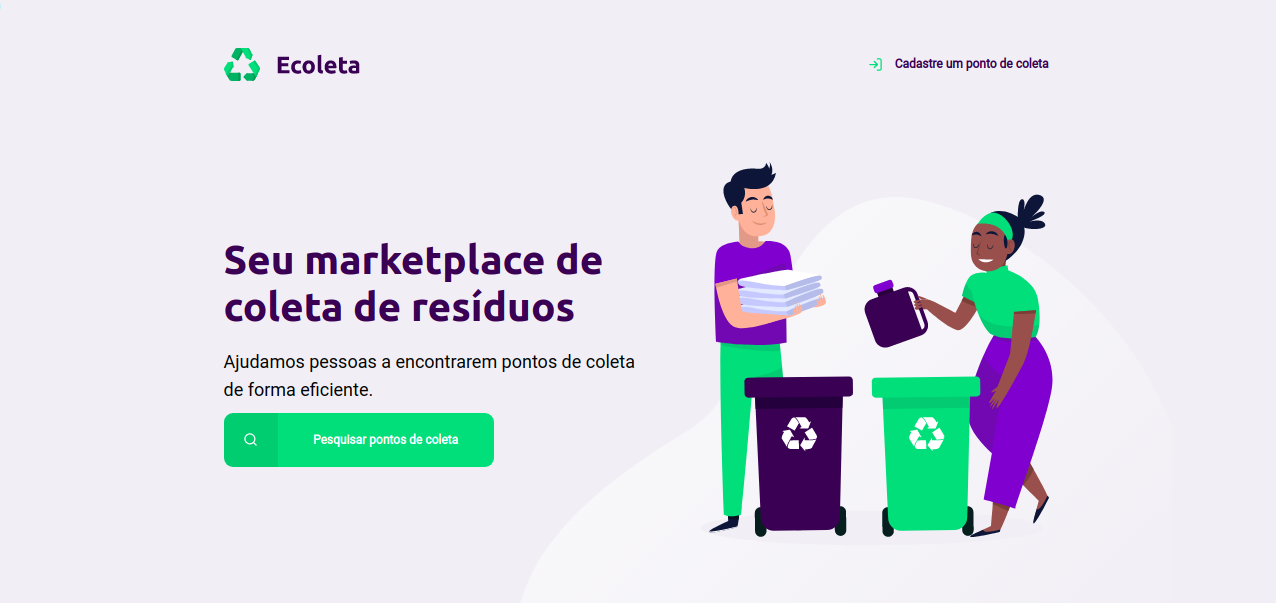 Ecoleta
Cadastre um ponto de coleta
Seu marketplace de
coleta de resíduos
Ajudamos pessoas a encontrarem pontos de coleta
de forma eficiente.
Pesquisar pontos de coleta